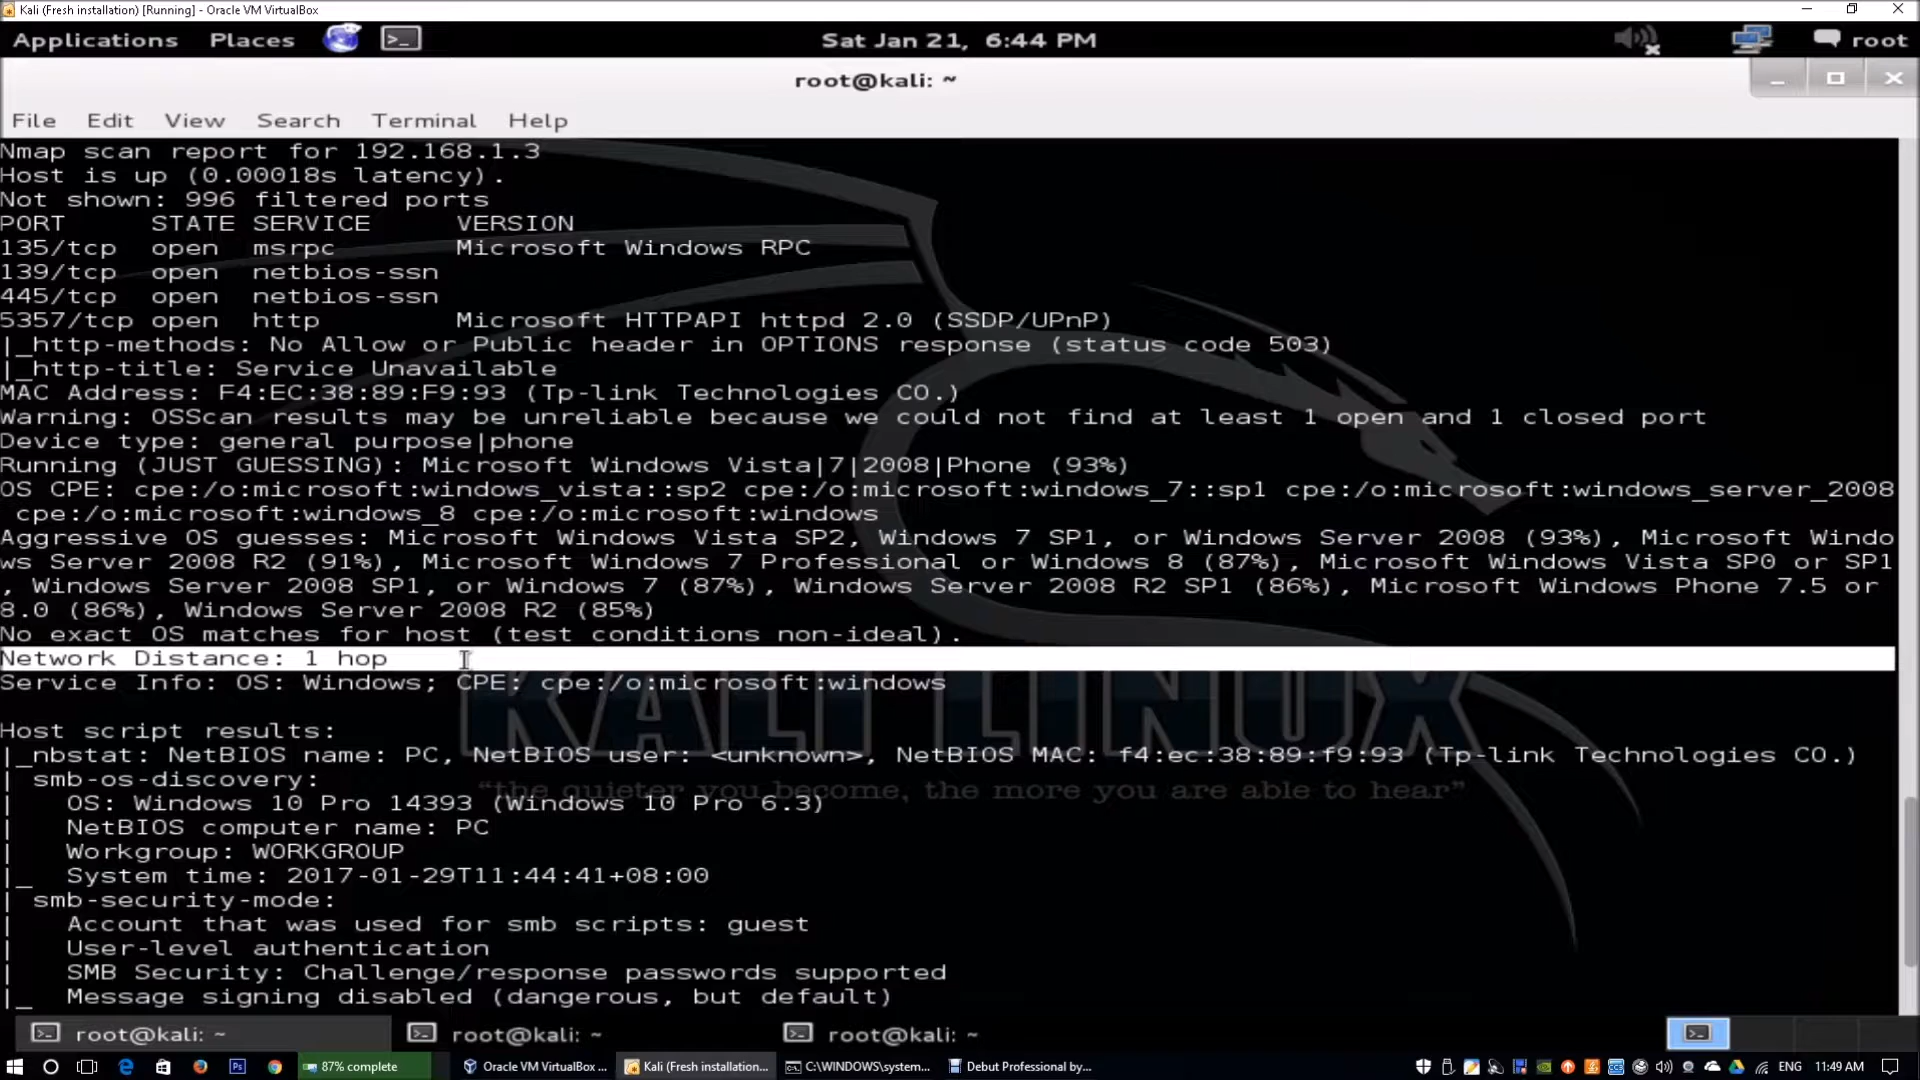 Kali (Fresh installation) [Running] - Oracle VM VirtualBox
Applications Places Sat Jan 21, 6:44 PM root
root@kali: ~
File Edit View Search Terminal Help
Nmap scan report for 192.168.1.3
Host is up (0.00018s latency).
Not shown: 996 filtered ports
PORT STATE SERVICE VERSION
135/tcp open msrpc Microsoft Windows RPC
139/tcp open netbios-ssn
445/tcp open netbios-ssn
5357/tcp open http Microsoft HTTPAPI httpd 2.0 (SSDP/UPnP)
|_http-methods: No Allow or Public header in OPTIONS response (status code 503)
|_http-title: Service Unavailable
MAC Address: F4:EC:38:89:F9:93 (Tp-link Technologies CO.)
Warning: OSScan results may be unreliable because we could not find at least 1 open and 1 closed port
Device type: general purpose|phone
Running (JUST GUESSING): Microsoft Windows Vista|7|2008|Phone (93%)
OS CPE: cpe:/o:microsoft:windows_vista::sp2 cpe:/o:microsoft:windows_7::sp1 cpe:/o:microsoft:windows_server_2008
cpe:/o:microsoft:windows_8 cpe:/o:microsoft:windows
Aggressive OS guesses: Microsoft Windows Vista SP2, Windows 7 SP1, or Windows Server 2008 (93%), Microsoft Windo
ws Server 2008 R2 (91%), Microsoft Windows 7 Professional or Windows 8 (87%), Microsoft Windows Vista SP0 or SP1
, Windows Server 2008 SP1, or Windows 7 (87%), Windows Server 2008 R2 SP1 (86%), Microsoft Windows Phone 7.5 or
8.0 (86%), Windows Server 2008 R2 (85%)
No exact OS matches for host (test conditions non-ideal).
Network Distance: 1 hop
Service Info: OS: Windows; CPE: cpe:/o:microsoft:windows
KALI LINUX
Host script results:
|_nbstat: NetBIOS name: PC, NetBIOS user: <unknown>, NetBIOS MAC: f4:ec:38:89:f9:93 (Tp-link Technologies CO.)
| smb-os-discovery:
"the quieter you become, the more you are able to hear"
| OS: Windows 10 Pro 14393 (Windows 10 Pro 6.3)
| NetBIOS computer name: PC
| Workgroup: WORKGROUP
|_ System time: 2017-01-29T11:44:41+08:00
| smb-security-mode:
| Account that was used for smb scripts: guest
| User-level authentication
| SMB Security: Challenge/response passwords supported
|_ Message signing disabled (dangerous, but default)
root@kali: ~ root@kali: ~ root@kali: ~
87% complete Oracle VM VirtualBox ... Kali (Fresh installation... C:\WINDOWS\system... Debut Professional by... ENG 11:49 AM